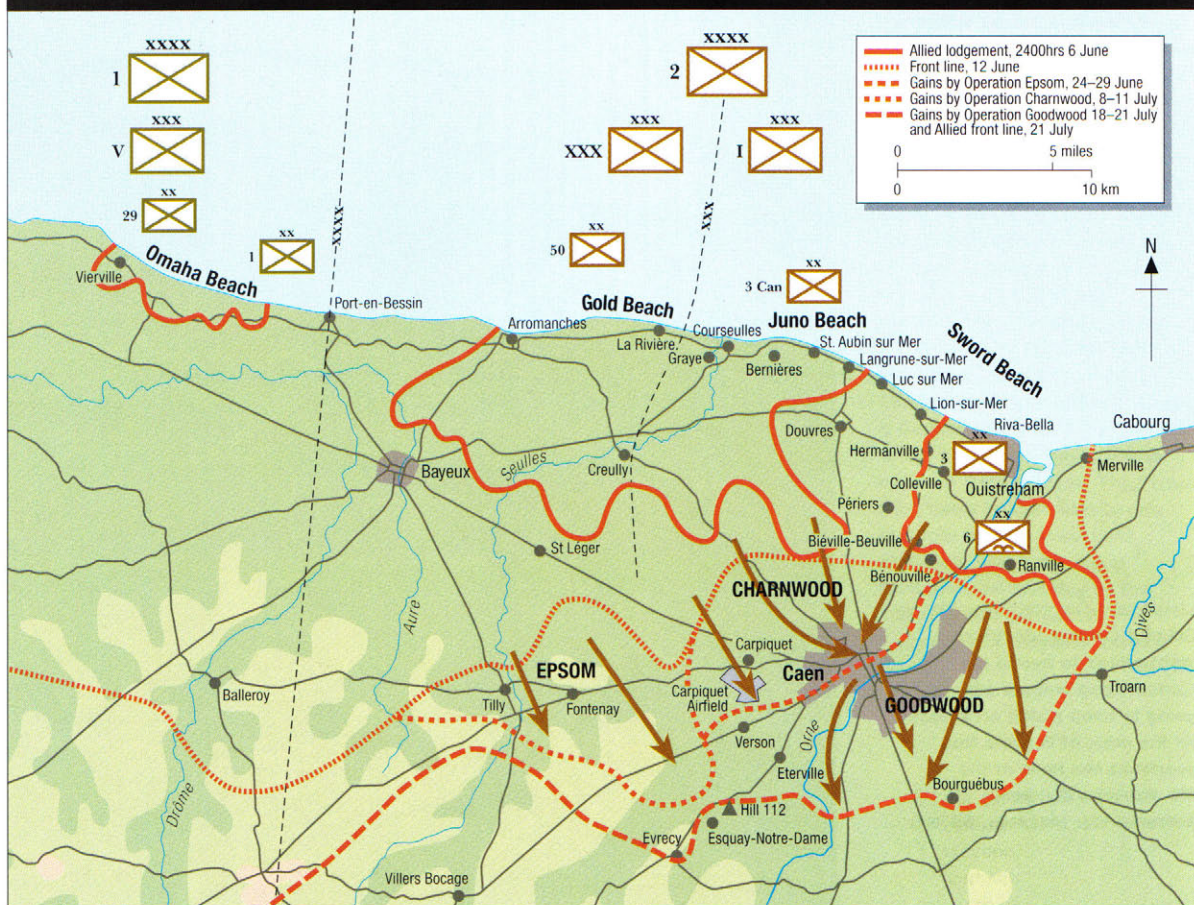 XXXX
1
XXX
V
XX
29
XX
1
XXXX
XXXX
2
XXX
XXX
XXX
I
XXX
XX
50
XX
3 Can
Allied lodgement, 2400hrs 6 June
Front line, 12 June
Gains by Operation Epsom, 24–29 June
Gains by Operation Charnwood, 8–11 July
Gains by Operation Goodwood 18–21 July
and Allied front line, 21 July
0 5 miles
0 10 km
N
Omaha Beach
Vierville
Port-en-Bessin
Gold Beach
Arromanches
La Rivière
Graye
Courseulles
Juno Beach
Bernières
St. Aubin sur Mer
Langrune-sur-Mer
Luc sur Mer
Sword Beach
Lion-sur-Mer
Riva-Bella
Cabourg
Merville
Douvres
Hermanville
XX
3
Colleville
Ouistreham
Bayeux
Seulles
Creully
Périers
XX
6
St Léger
Biéville-Beuville
Bénouville
Ranville
CHARNWOOD
Aure
Dives
EPSOM
Carpiquet
Caen
Carpiquet
Airfield
GOODWOOD
Troarn
Balleroy
Tilly
Fontenay
Verson
Orne
Eterville
Bourguébus
Drôme
Hill 112
Esquay-Notre-Dame
Evrecy
Villers Bocage